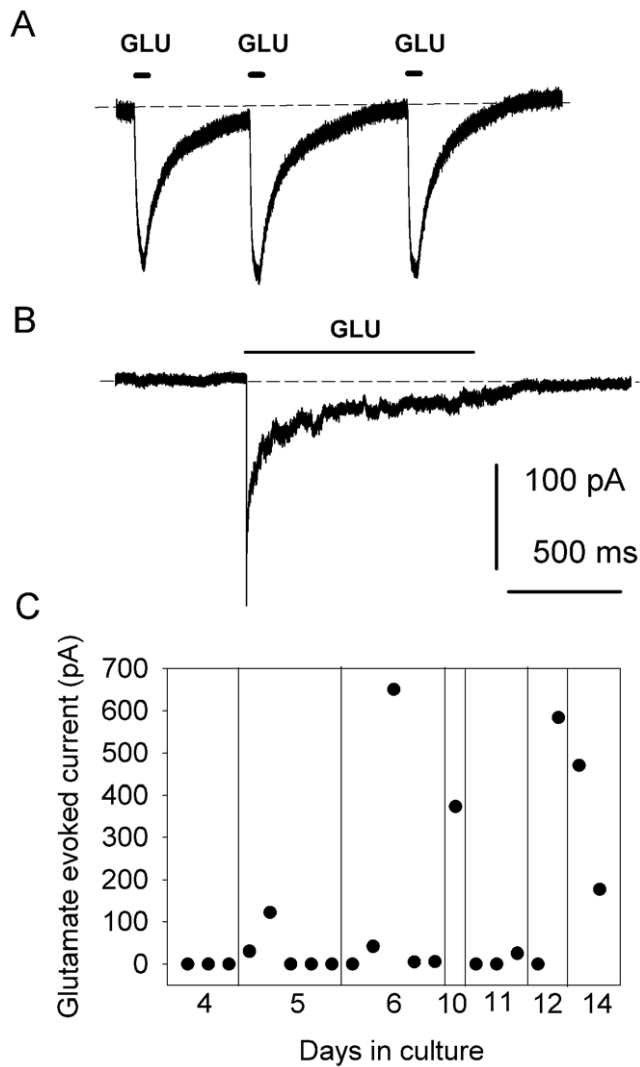 A
GLU GLU GLU
B
GLU
100 pA
500 ms
C
Glutamate evoked current (pA)
700
600
500
400
300
200
100
0
4 5 6 10 11 12 14
Days in culture